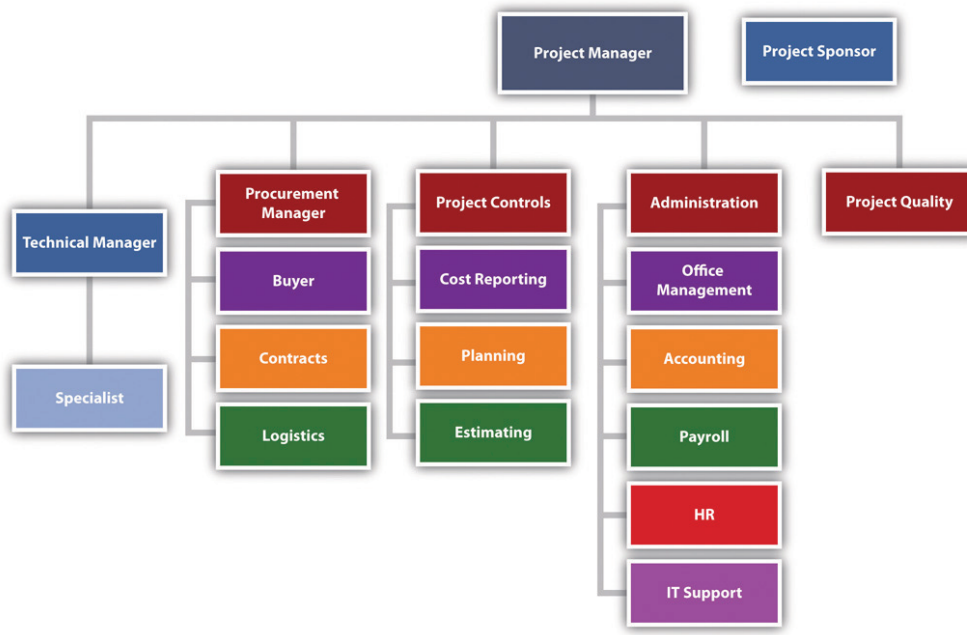 Project Manager
Project Sponsor
Technical Manager
Specialist
Procurement
Manager
Buyer
Contracts
Logistics
Project Controls
Cost Reporting
Planning
Estimating
Administration
Office
Management
Accounting
Payroll
HR
IT Support
Project Quality